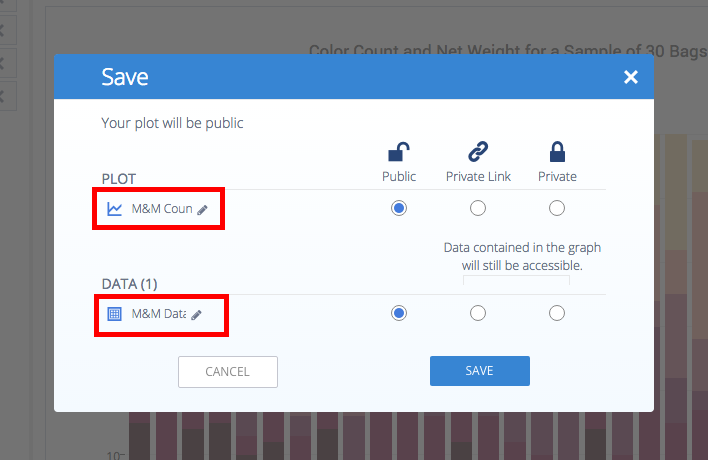 Color Count and Net Weight for a Sample of 30 Bags
Save
Your plot will be public
Public
Private Link
Private
PLOT
M&M Coun
Data contained in the graph
will still be accessible.
DATA (1)
M&M Data
CANCEL
SAVE
10